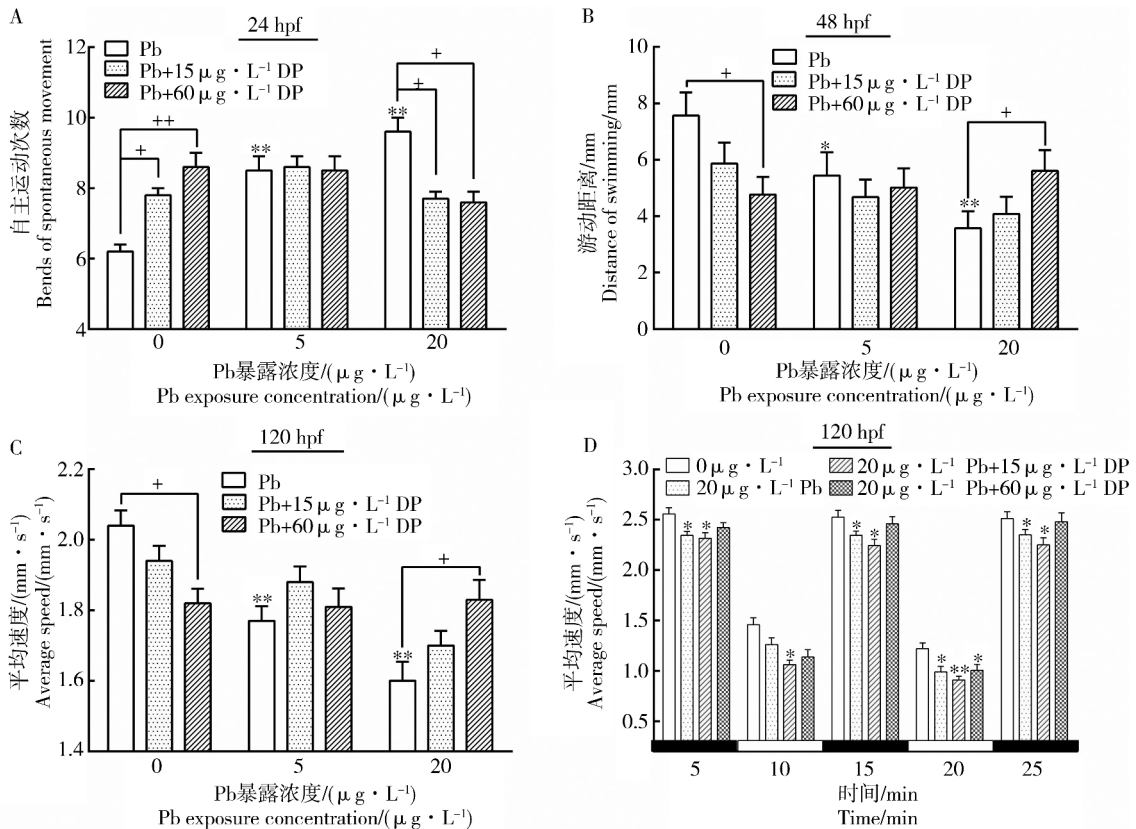 A
24 hpf
Pb
Pb+15 μg·L⁻¹ DP
Pb+60 μg·L⁻¹ DP
12
10
8
6
4
**
**
+
++
+
+
自主运动次数
Bends of spontaneous movement
0 5 20
Pb暴露浓度/(μg·L⁻¹)
Pb exposure concentration/(μg·L⁻¹)
B
48 hpf
Pb
Pb+15 μg·L⁻¹ DP
Pb+60 μg·L⁻¹ DP
10
8
6
4
2
0
+
*
**
+
游动距离/mm
Distance of swimming/mm
0 5 20
Pb暴露浓度/(μg·L⁻¹)
Pb exposure concentration/(μg·L⁻¹)
C
120 hpf
Pb
Pb+15 μg·L⁻¹ DP
Pb+60 μg·L⁻¹ DP
2.2
2.0
1.8
1.6
1.4
+
**
**
+
平均速度/(mm·s⁻¹)
Average speed/(mm·s⁻¹)
0 5 20
Pb暴露浓度/(μg·L⁻¹)
Pb exposure concentration/(μg·L⁻¹)
D
120 hpf
0 μg·L⁻¹ 20 μg·L⁻¹ Pb+15 μg·L⁻¹ DP
20 μg·L⁻¹ Pb 20 μg·L⁻¹ Pb+60 μg·L⁻¹ DP
3.0
2.5
2.0
1.5
1.0
0.5
* *
*
* *
* ** *
* *
平均速度/(mm·s⁻¹)
Average speed/(mm·s⁻¹)
5 10 15 20 25
时间/min
Time/min